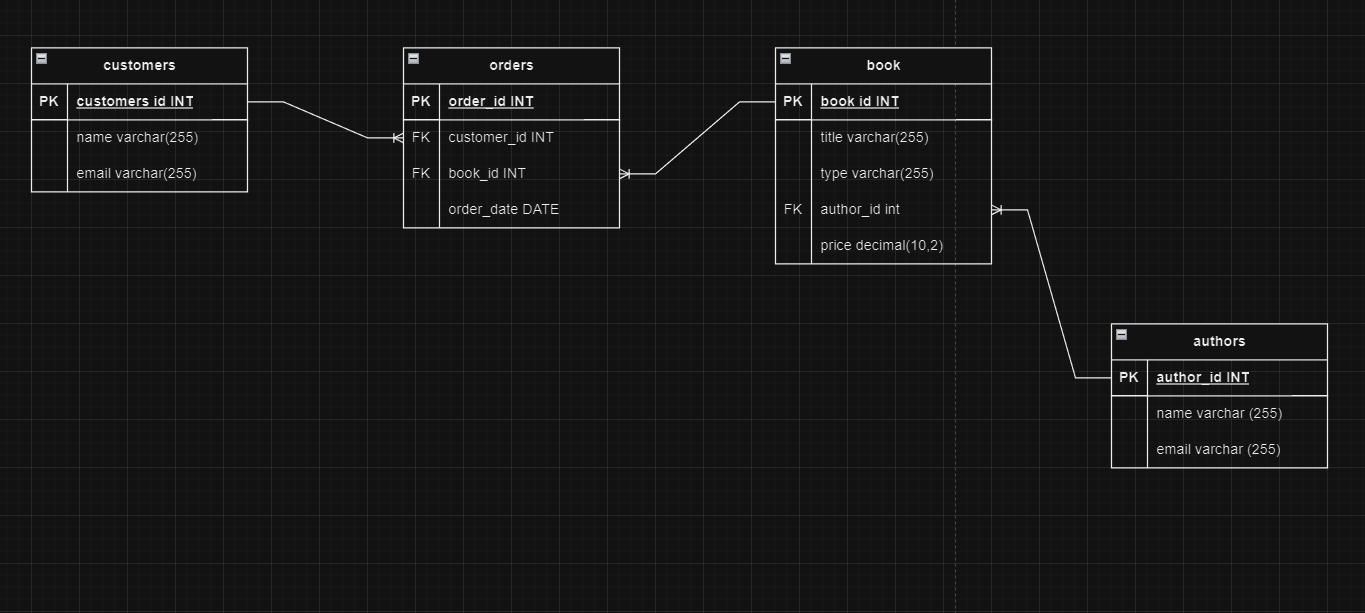 customers
PK customers id INT
name varchar(255)
email varchar(255)
orders
PK order_id INT
FK customer_id INT
FK book_id INT
order_date DATE
book
PK book id INT
title varchar(255)
type varchar(255)
FK author_id int
price decimal(10,2)
authors
PK author_id INT
name varchar (255)
email varchar (255)